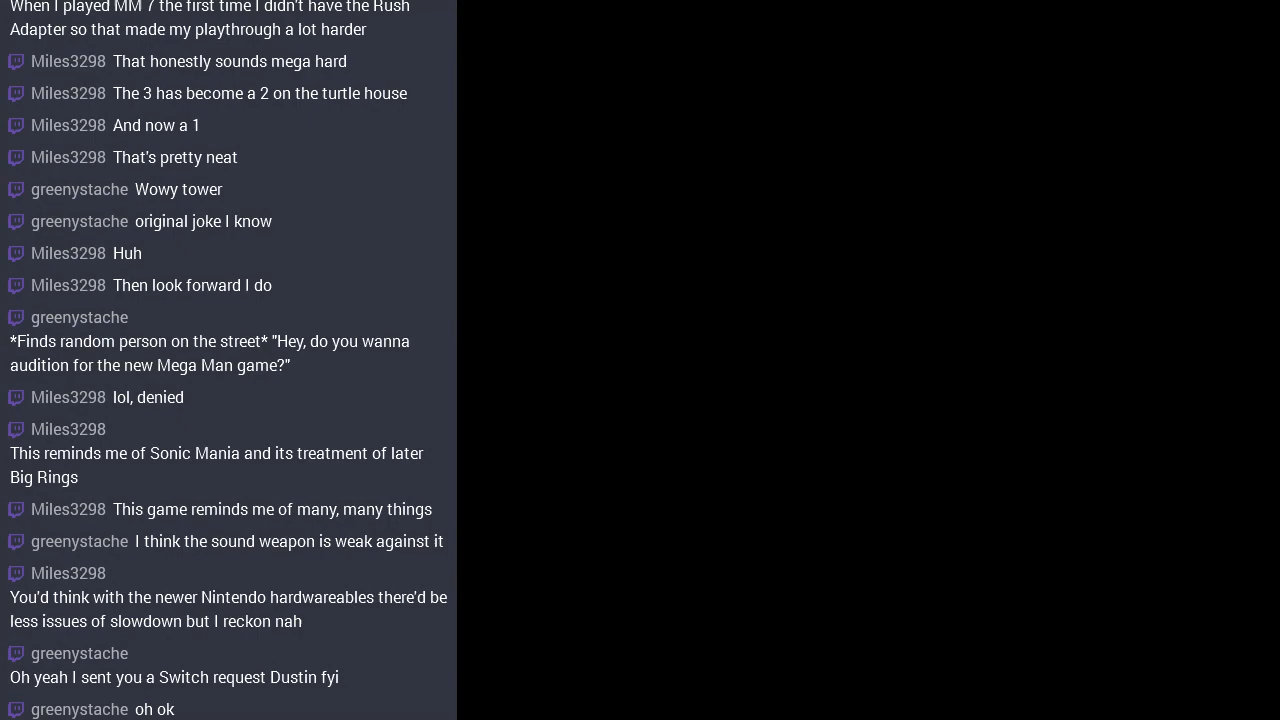 When I played MM 7 the first time I didn't have the Rush
Adapter so that made my playthrough a lot harder
Miles3298 That honestly sounds mega hard
Miles3298 The 3 has become a 2 on the turtle house
Miles3298 And now a 1
Miles3298 That's pretty neat
greenystache Wowy tower
greenystache original joke I know
Miles3298 Huh
Miles3298 Then look forward I do
greenystache
*Finds random person on the street* "Hey, do you wanna
audition for the new Mega Man game?"
Miles3298 lol, denied
Miles3298
This reminds me of Sonic Mania and its treatment of later
Big Rings
Miles3298 This game reminds me of many, many things
greenystache I think the sound weapon is weak against it
Miles3298
You'd think with the newer Nintendo hardwareables there'd be
less issues of slowdown but I reckon nah
greenystache
Oh yeah I sent you a Switch request Dustin fyi
greenystache oh ok